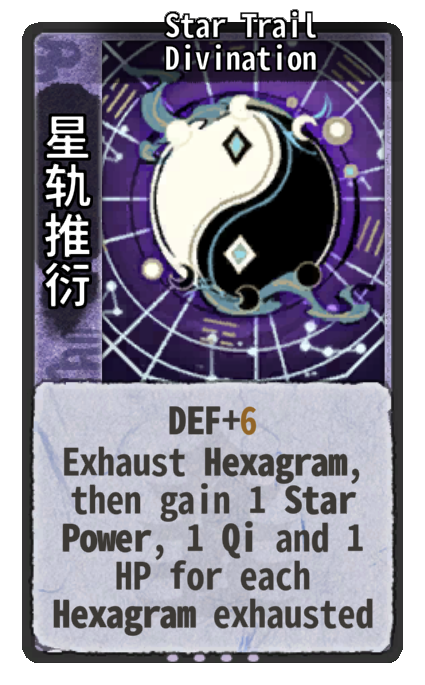 Star Trail
Divination
星轨推衍
DEF+6
Exhaust Hexagram,
then gain 1 Star
Power, 1 Qi and 1
HP for each
Hexagram exhausted